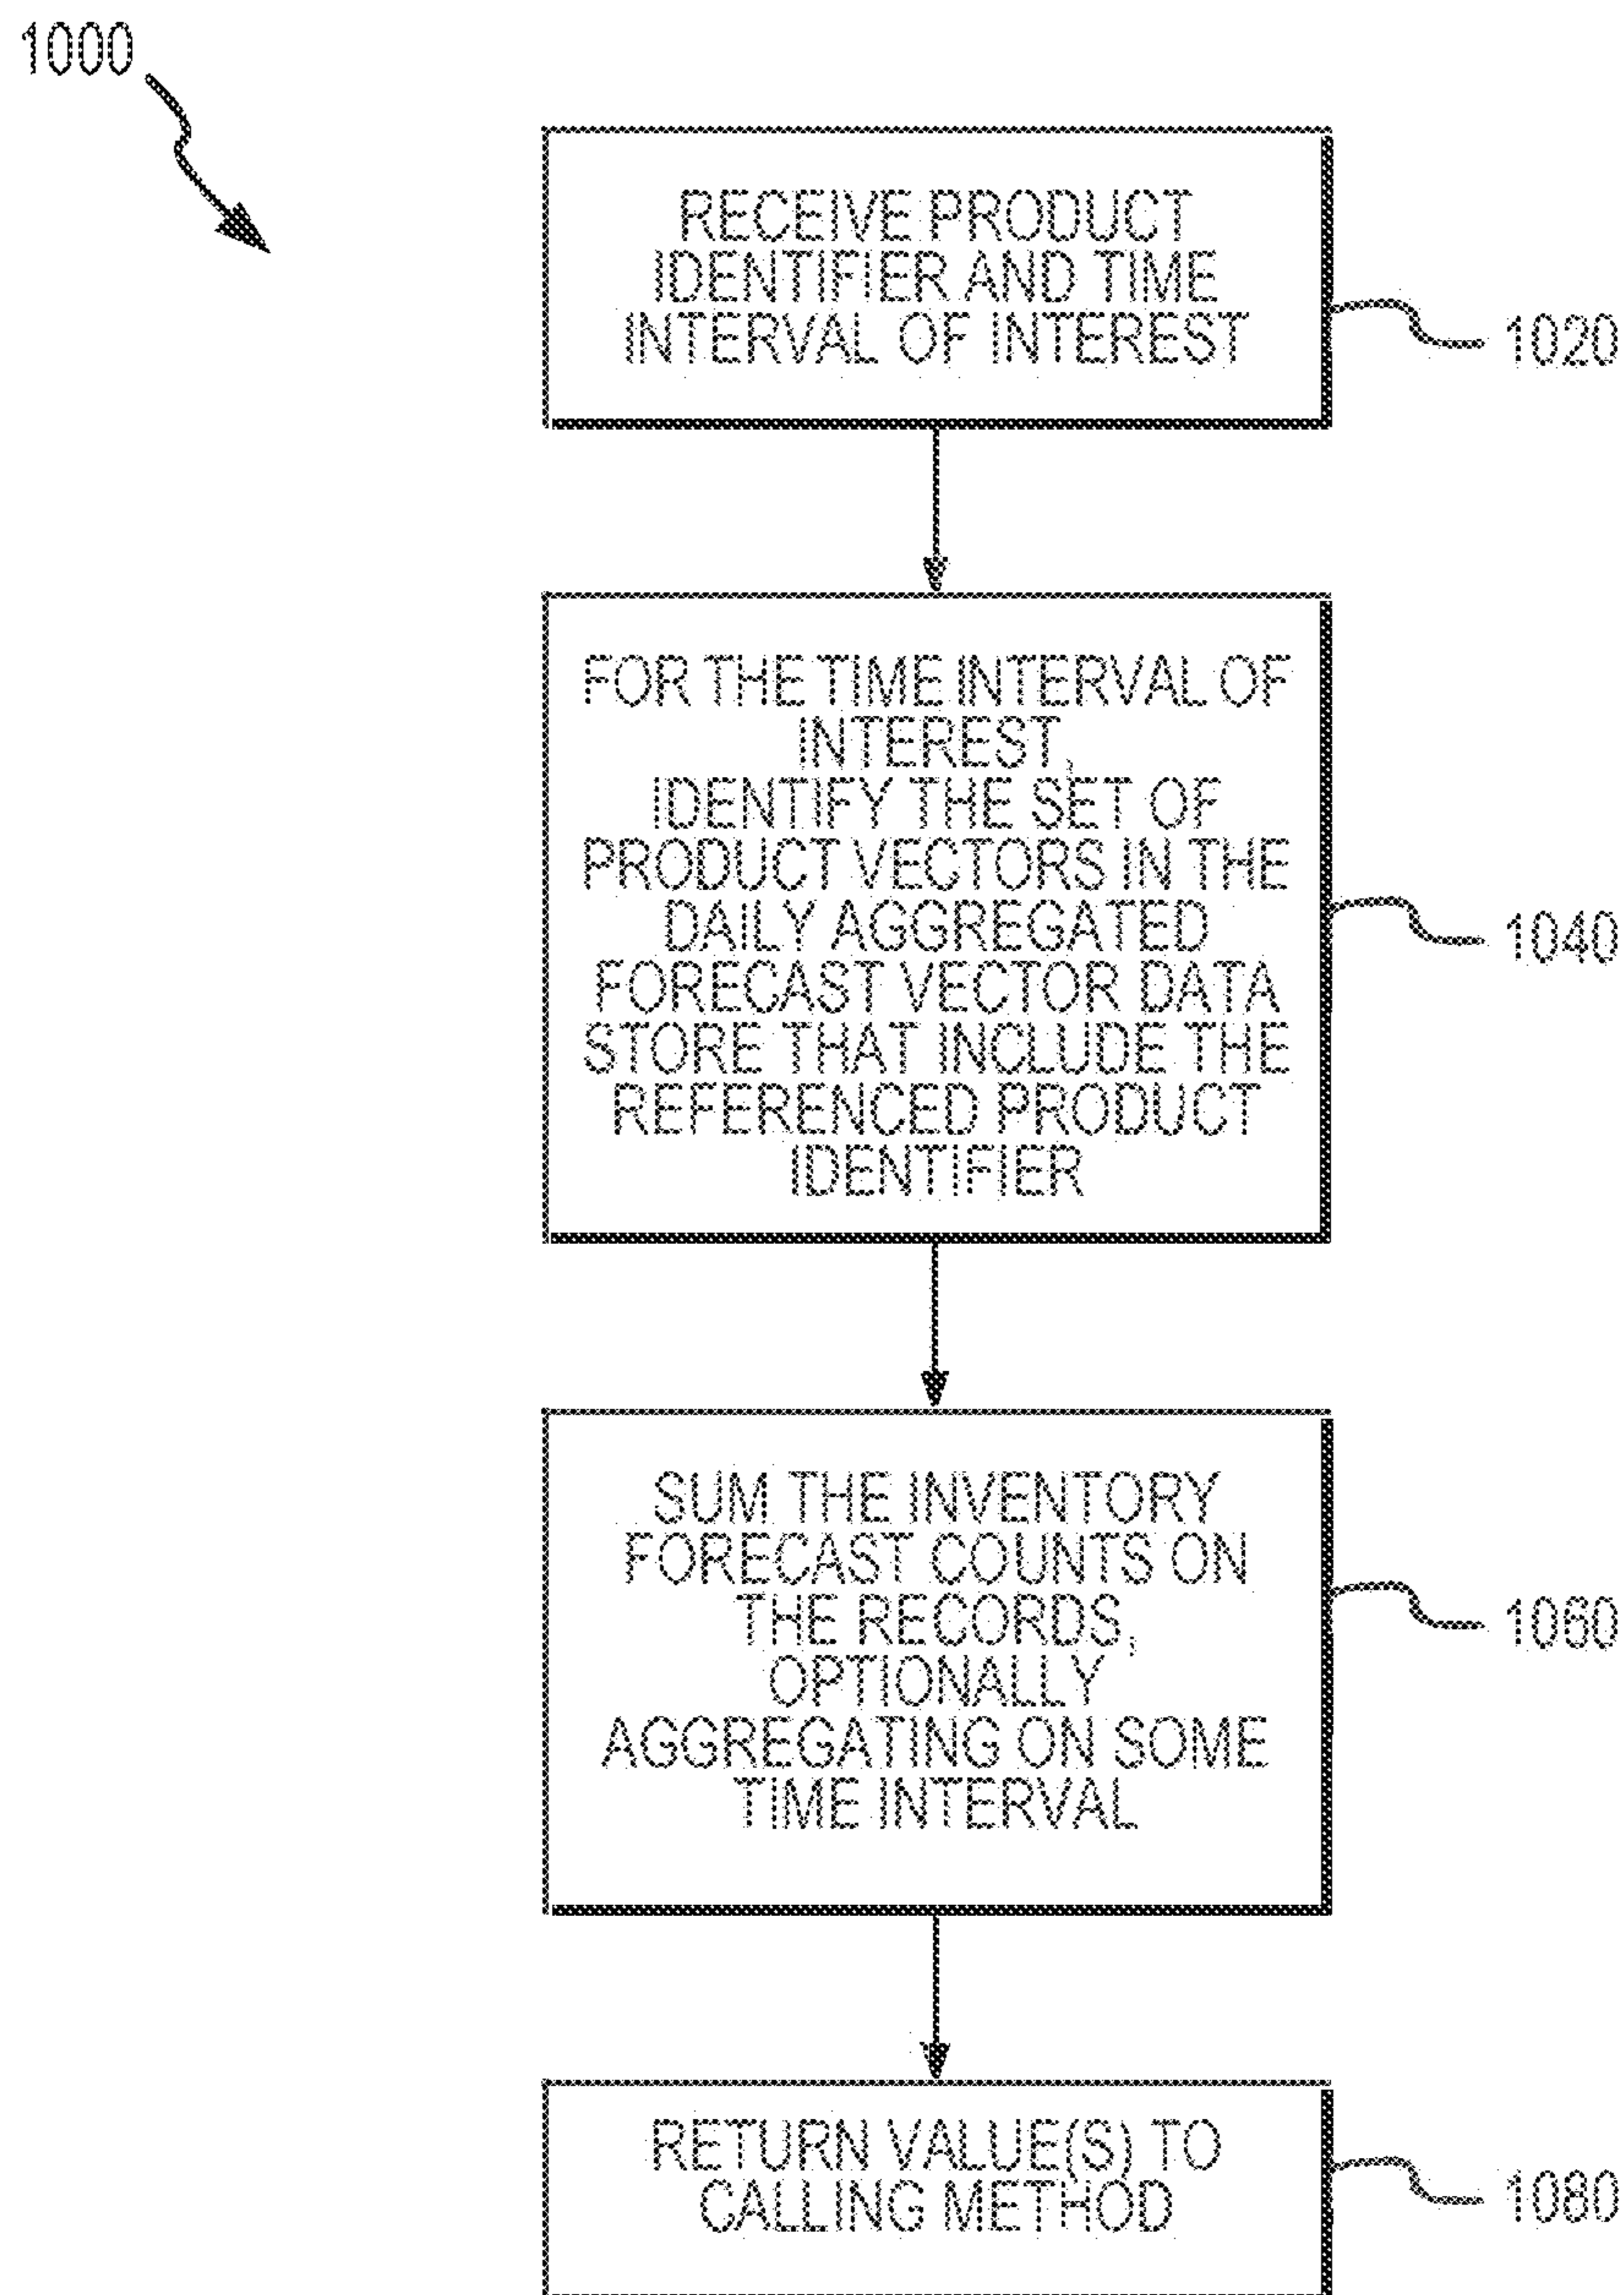 1000
RECEIVE PRODUCT
IDENTIFIER AND TIME
INTERVAL OF INTEREST
1020
FOR THE TIME INTERVAL OF
INTEREST,
IDENTIFY THE SET OF
PRODUCT VECTORS IN THE
DAILY AGGREGATED
FORECAST VECTOR DATA
STORE THAT INCLUDE THE
REFERENCED PRODUCT
IDENTIFIER
1040
SUM THE INVENTORY
FORECAST COUNTS ON
THE RECORDS,
OPTIONALLY
AGGREGATING ON SOME
TIME INTERVAL
1060
RETURN VALUE(S) TO
CALLING METHOD
1080